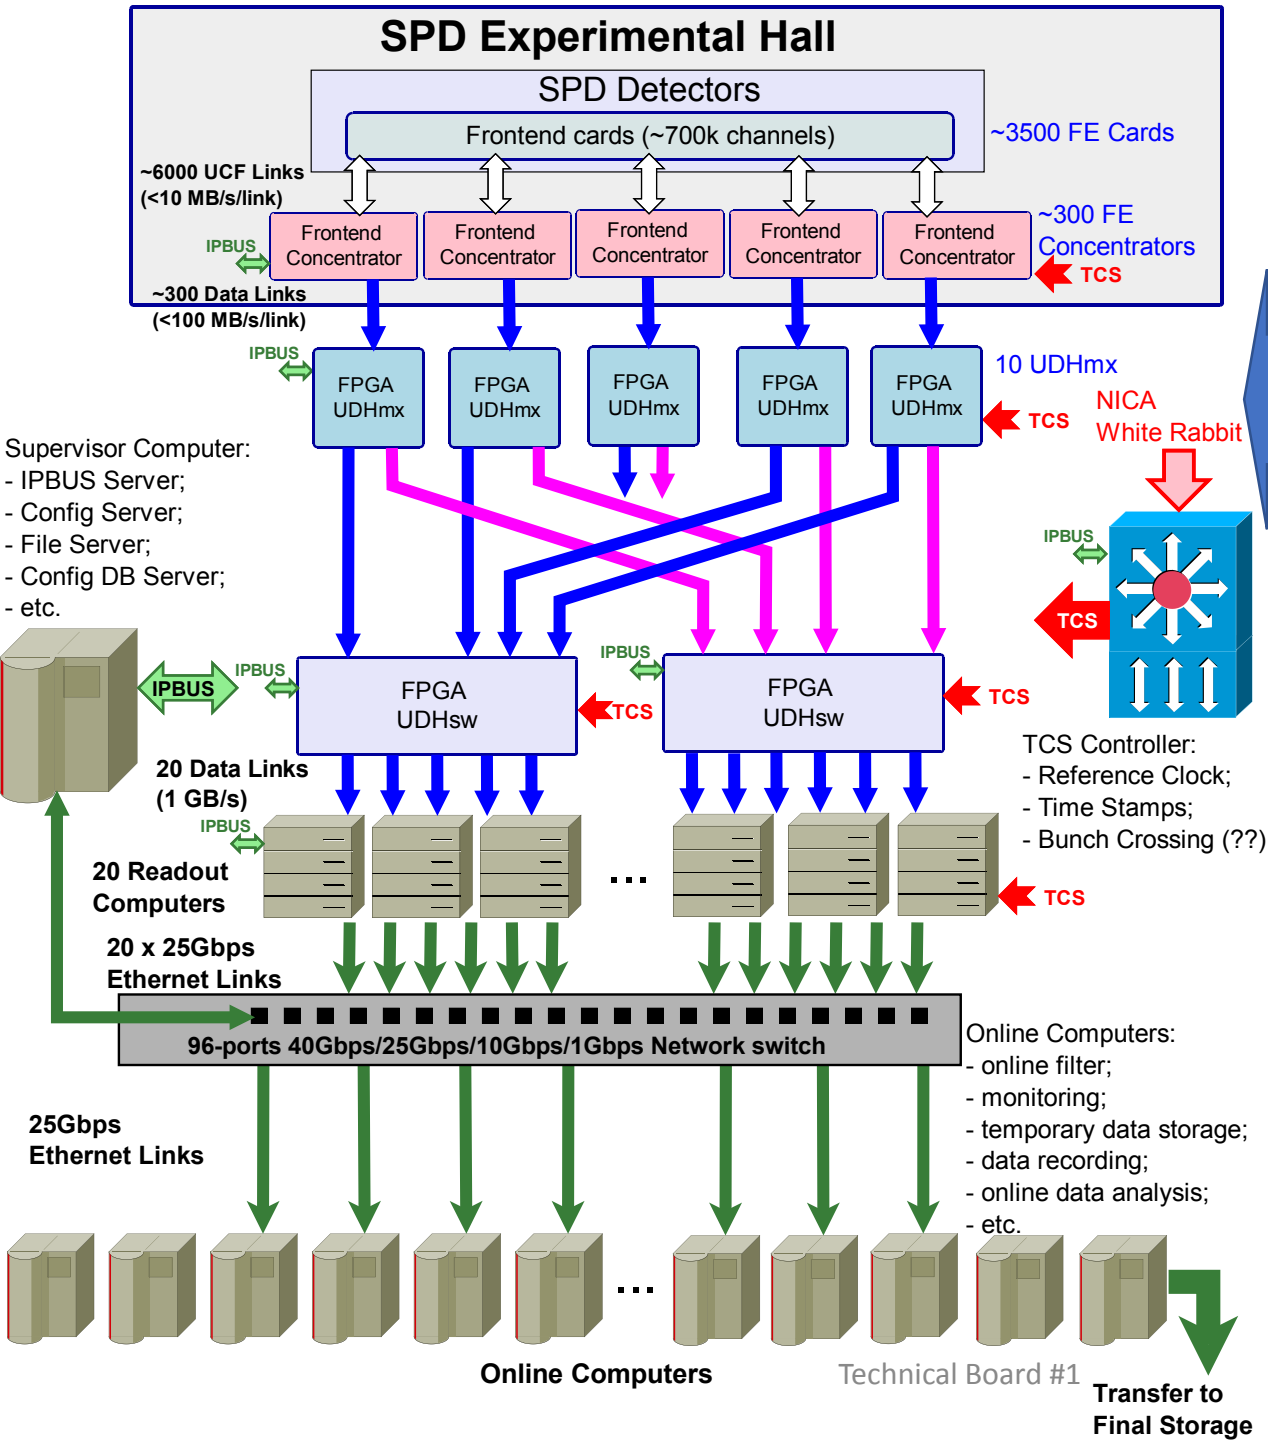 SPD Experimental Hall
SPD Detectors
Frontend cards (~700k channels)
~3500 FE Cards
~6000 UCF Links
(<10 MB/s/link)
Frontend
Concentrator
Frontend
Concentrator
Frontend
Concentrator
Frontend
Concentrator
Frontend
Concentrator
~300 FE
Concentrators
IPBUS
TCS
~300 Data Links
(<100 MB/s/link)
IPBUS
FPGA
UDHmx
FPGA
UDHmx
FPGA
UDHmx
FPGA
UDHmx
FPGA
UDHmx
10 UDHmx
TCS
NICA
White Rabbit
Supervisor Computer:
- IPBUS Server;
- Config Server;
- File Server;
- Config DB Server;
- etc.
IPBUS
TCS
IPBUS
IPBUS
FPGA
UDHsw
TCS
IPBUS
FPGA
UDHsw
TCS
TCS Controller:
- Reference Clock;
- Time Stamps;
- Bunch Crossing (??)
20 Data Links
(1 GB/s)
IPBUS
20 Readout
Computers
...
TCS
20 x 25Gbps
Ethernet Links
96-ports 40Gbps/25Gbps/10Gbps/1Gbps Network switch
Online Computers:
- online filter;
- monitoring;
- temporary data storage;
- data recording;
- online data analysis;
- etc.
25Gbps
Ethernet Links
...
Online Computers
Technical Board #1
Transfer to
Final Storage